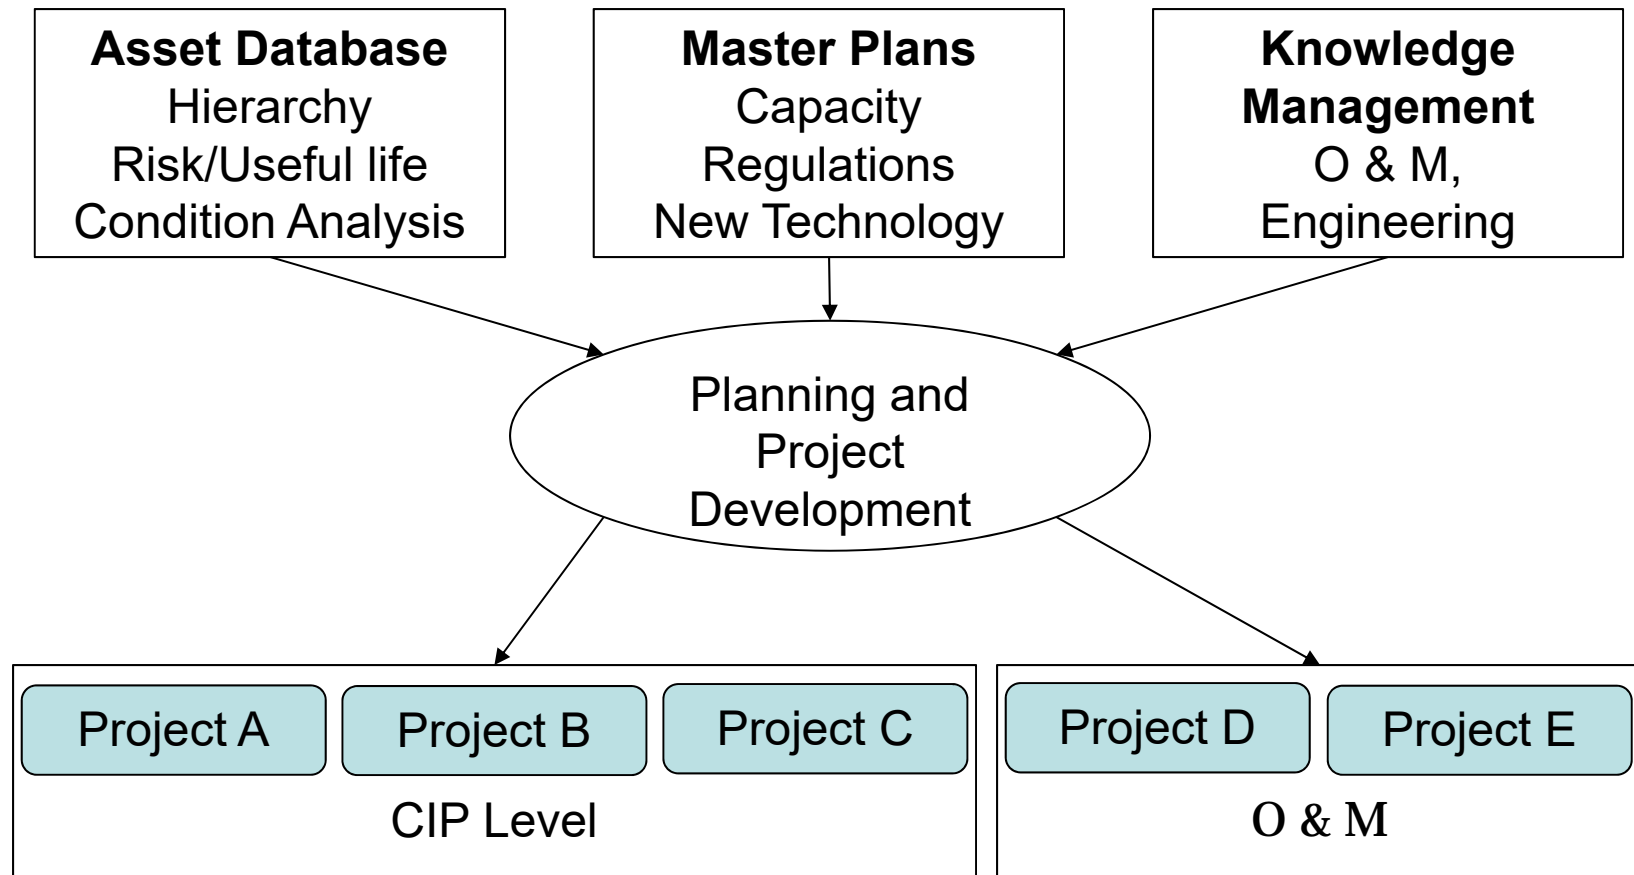 Asset Database
Hierarchy
Risk/Useful life
Condition Analysis
Master Plans
Capacity
Regulations
New Technology
Knowledge
Management
O & M,
Engineering
Planning and
Project
Development
Project A
Project B
Project C
CIP Level
Project D
Project E
O & M